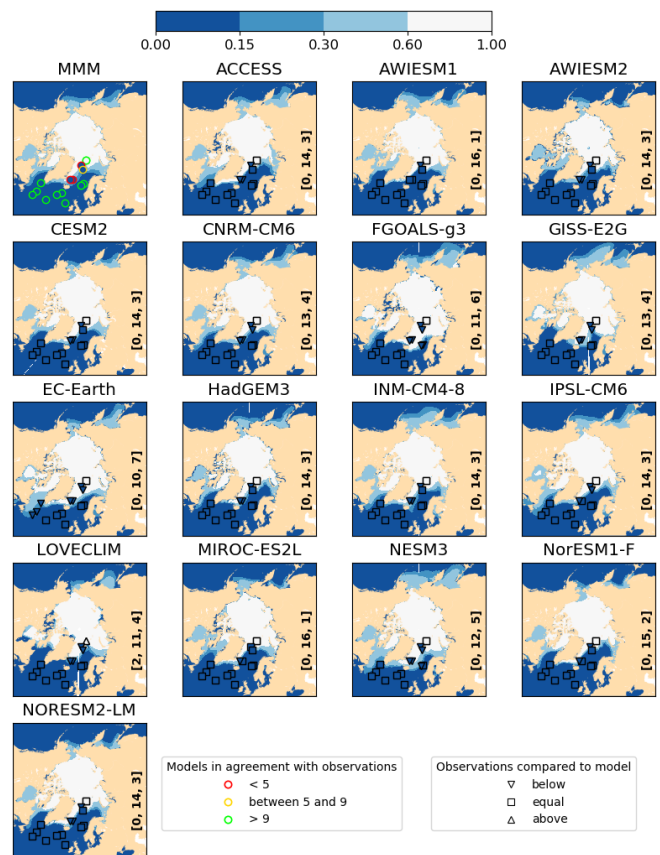 0.00 0.15 0.30 0.60 1.00
MMM ACCESS AWIESM1 AWIESM2
[0, 14, 3] [0, 16, 1] [0, 14, 3]
CESM2 CNRM-CM6 FGOALS-g3 GISS-E2G
[0, 14, 3] [0, 13, 4] [0, 11, 6] [0, 13, 4]
EC-Earth HadGEM3 INM-CM4-8 IPSL-CM6
[0, 10, 7] [0, 14, 3] [0, 14, 3] [0, 14, 3]
LOVECLIM MIROC-ES2L NESM3 NorESM1-F
[2, 11, 4] [0, 16, 1] [0, 12, 5] [0, 15, 2]
NORESM2-LM
[0, 14, 3]
Models in agreement with observations
< 5
between 5 and 9
> 9
Observations compared to model
below
equal
above